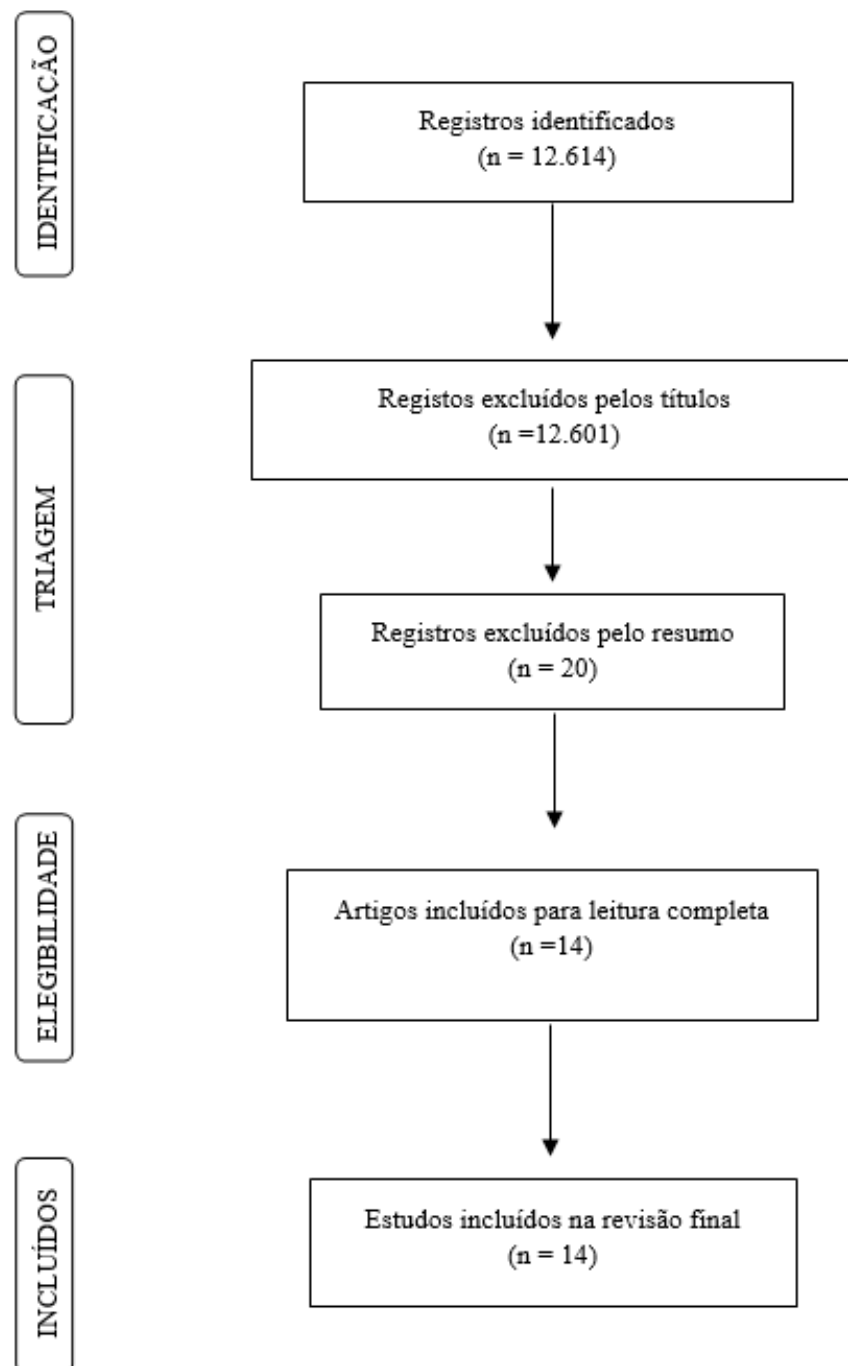 IDENTIFICAÇÃO
Registros identificados
(n = 12.614)
TRIAGEM
Registos excluídos pelos títulos
(n =12.601)
Registros excluídos pelo resumo
(n = 20)
ELEGIBILIDADE
Artigos incluídos para leitura completa
(n =14)
INCLUÍDOS
Estudos incluídos na revisão final
(n = 14)